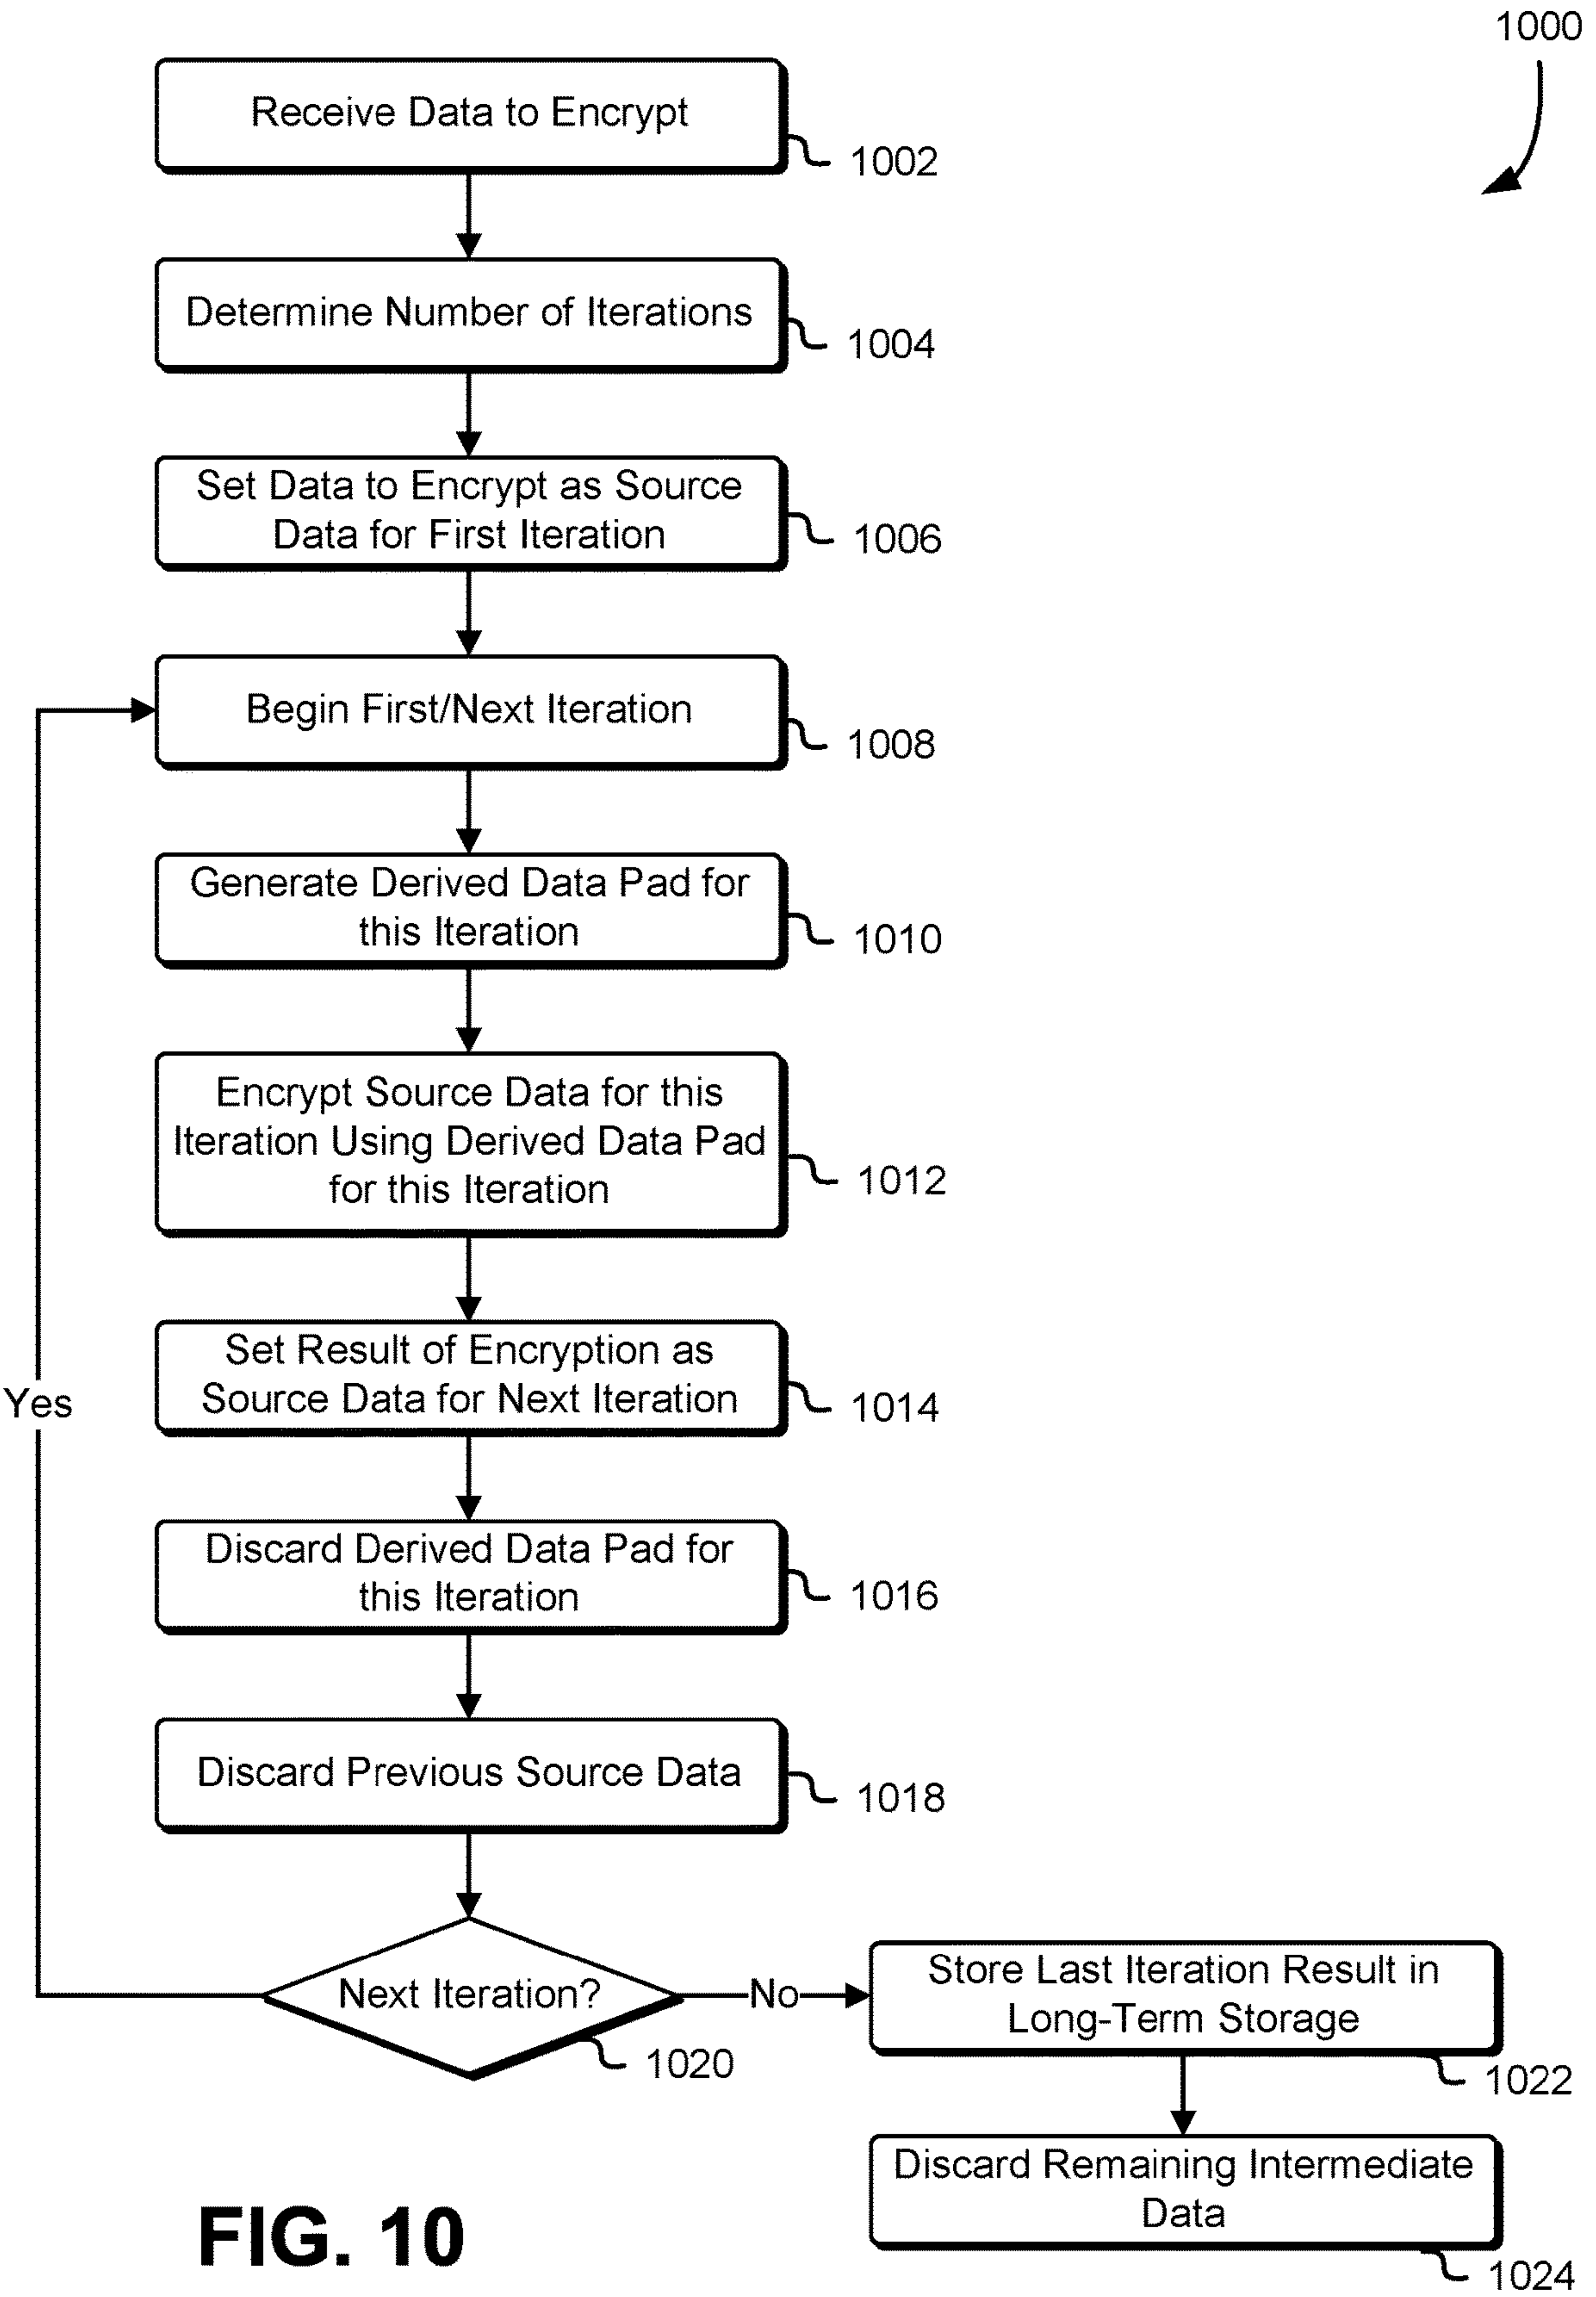 1000
Receive Data to Encrypt
1002
Determine Number of Iterations
1004
Set Data to Encrypt as Source
Data for First Iteration
1006
Begin First/Next Iteration
1008
Generate Derived Data Pad for
this Iteration
1010
Encrypt Source Data for this
Iteration Using Derived Data Pad
for this Iteration
1012
Set Result of Encryption as
Source Data for Next Iteration
1014
Yes
Discard Derived Data Pad for
this Iteration
1016
Discard Previous Source Data
1018
Next Iteration?
1020
No
Store Last Iteration Result in
Long-Term Storage
1022
Discard Remaining Intermediate
Data
1024
FIG. 10